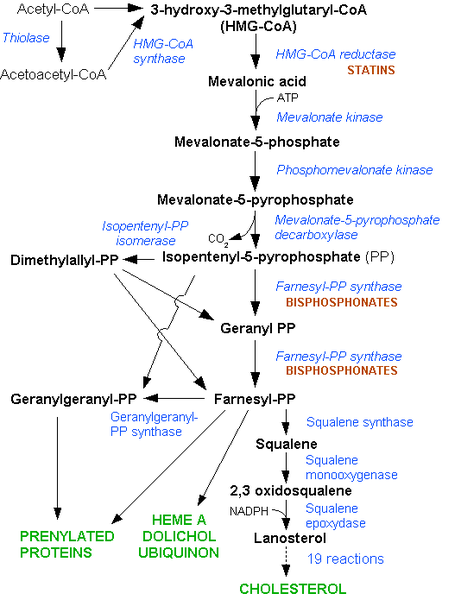 Acetyl-CoA
3-hydroxy-3-methylglutaryl-CoA
(HMG-CoA)
Thiolase
HMG-CoA
synthase
Acetoacetyl-CoA
HMG-CoA reductase
STATINS
Mevalonic acid
ATP
Mevalonate kinase
Mevalonate-5-phosphate
Phosphomevalonate kinase
Mevalonate-5-pyrophosphate
Isopentenyl-PP
isomerase
CO2
Mevalonate-5-pyrophosphate
decarboxylase
Dimethylallyl-PP
Isopentenyl-5-pyrophosphate (PP)
Farnesyl-PP synthase
BISPHOSPHONATES
Geranyl PP
Farnesyl-PP synthase
BISPHOSPHONATES
Geranylgeranyl-PP
Farnesyl-PP
Geranylgeranyl-
PP synthase
Squalene synthase
Squalene
Squalene
monooxygenase
2,3 oxidosqualene
NADPH
Squalene
epoxydase
Lanosterol
PRENYLATED
PROTEINS
HEME A
DOLICHOL
UBIQUINON
19 reactions
CHOLESTEROL